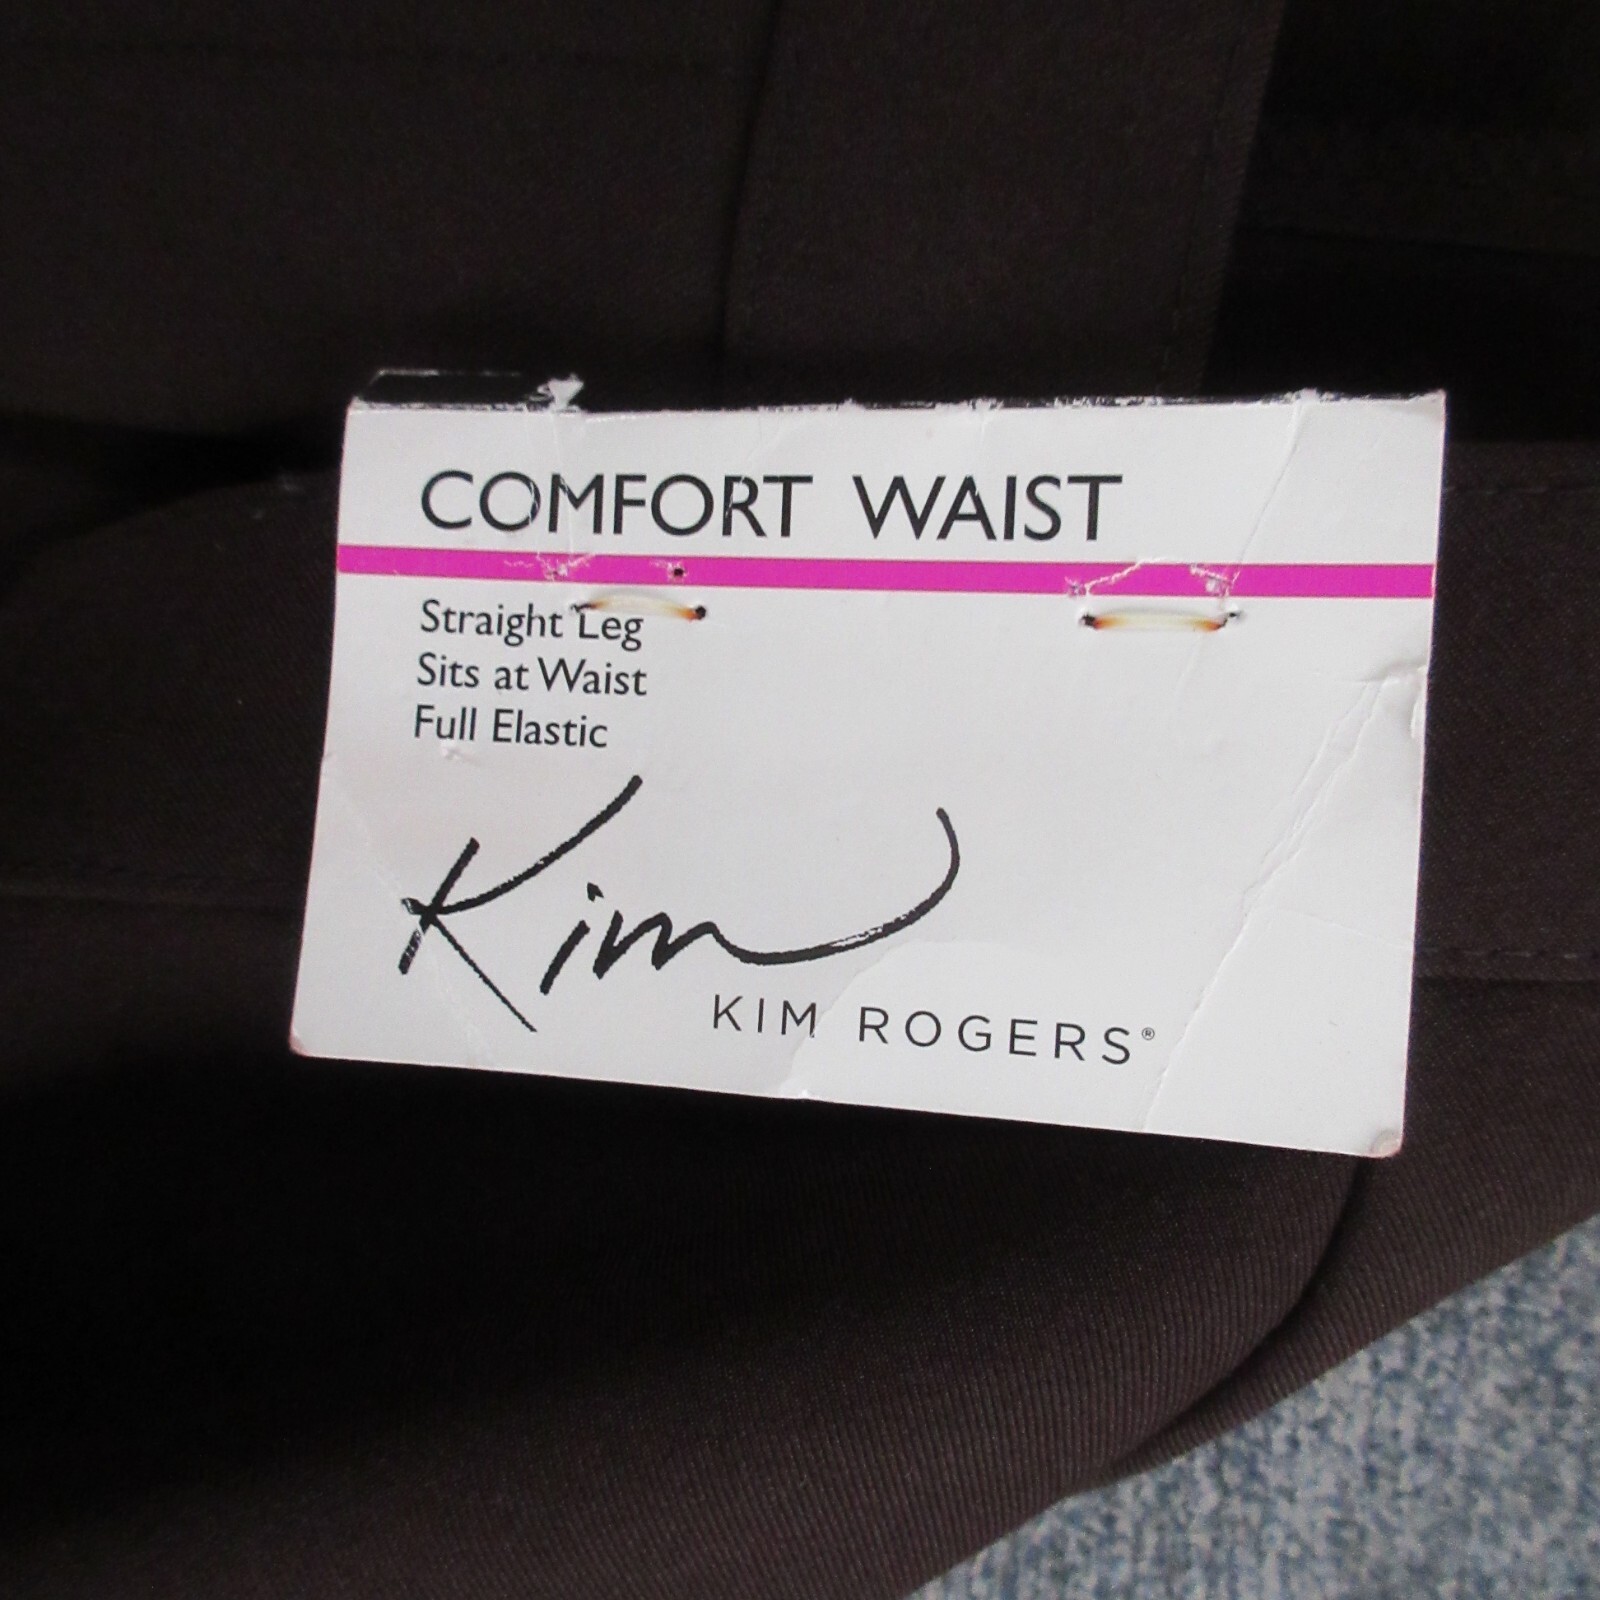 COMFORT WAIST
Straight Leg
Sits at Waist
Full Elastic
Kim
KIM ROGERS®